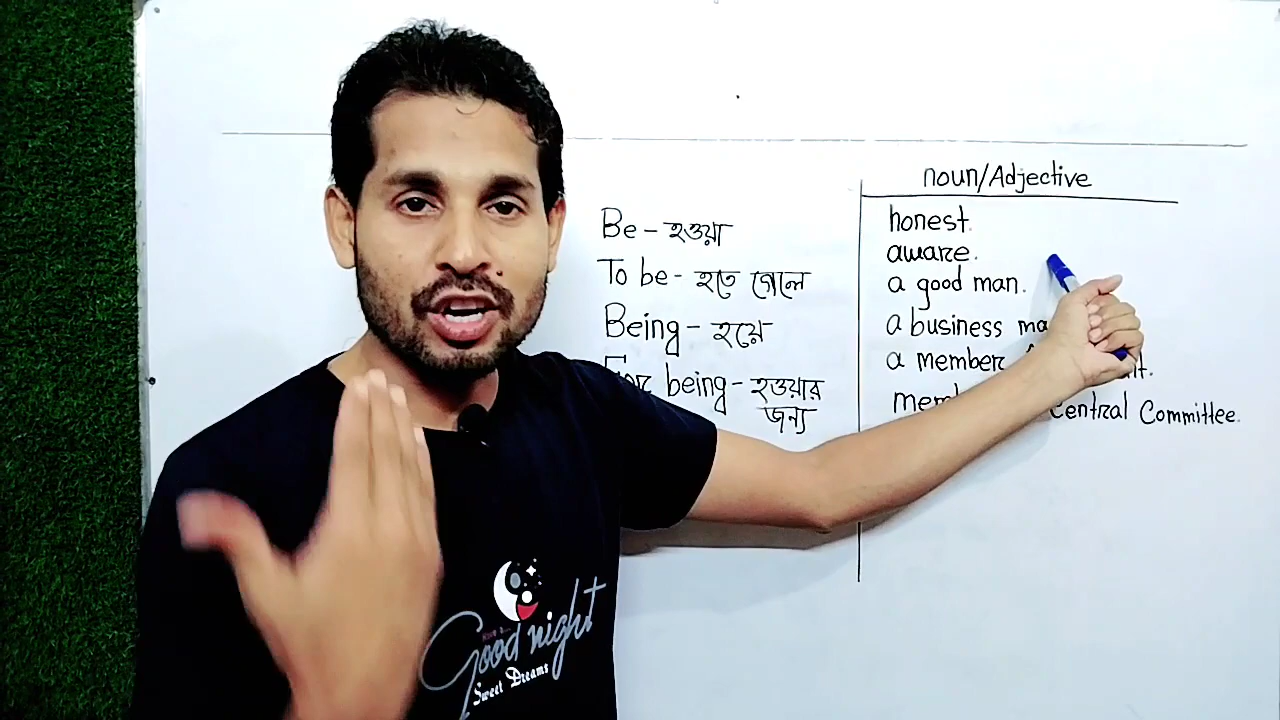 noun/Adjective
Be - হওয়া
honest.
To be - হতে গেলে
aware.
a good man.
Being - হয়ে
a business
being - হওয়ার
জন্য
a member
Central Committee.
Good night
Sweet Dreams